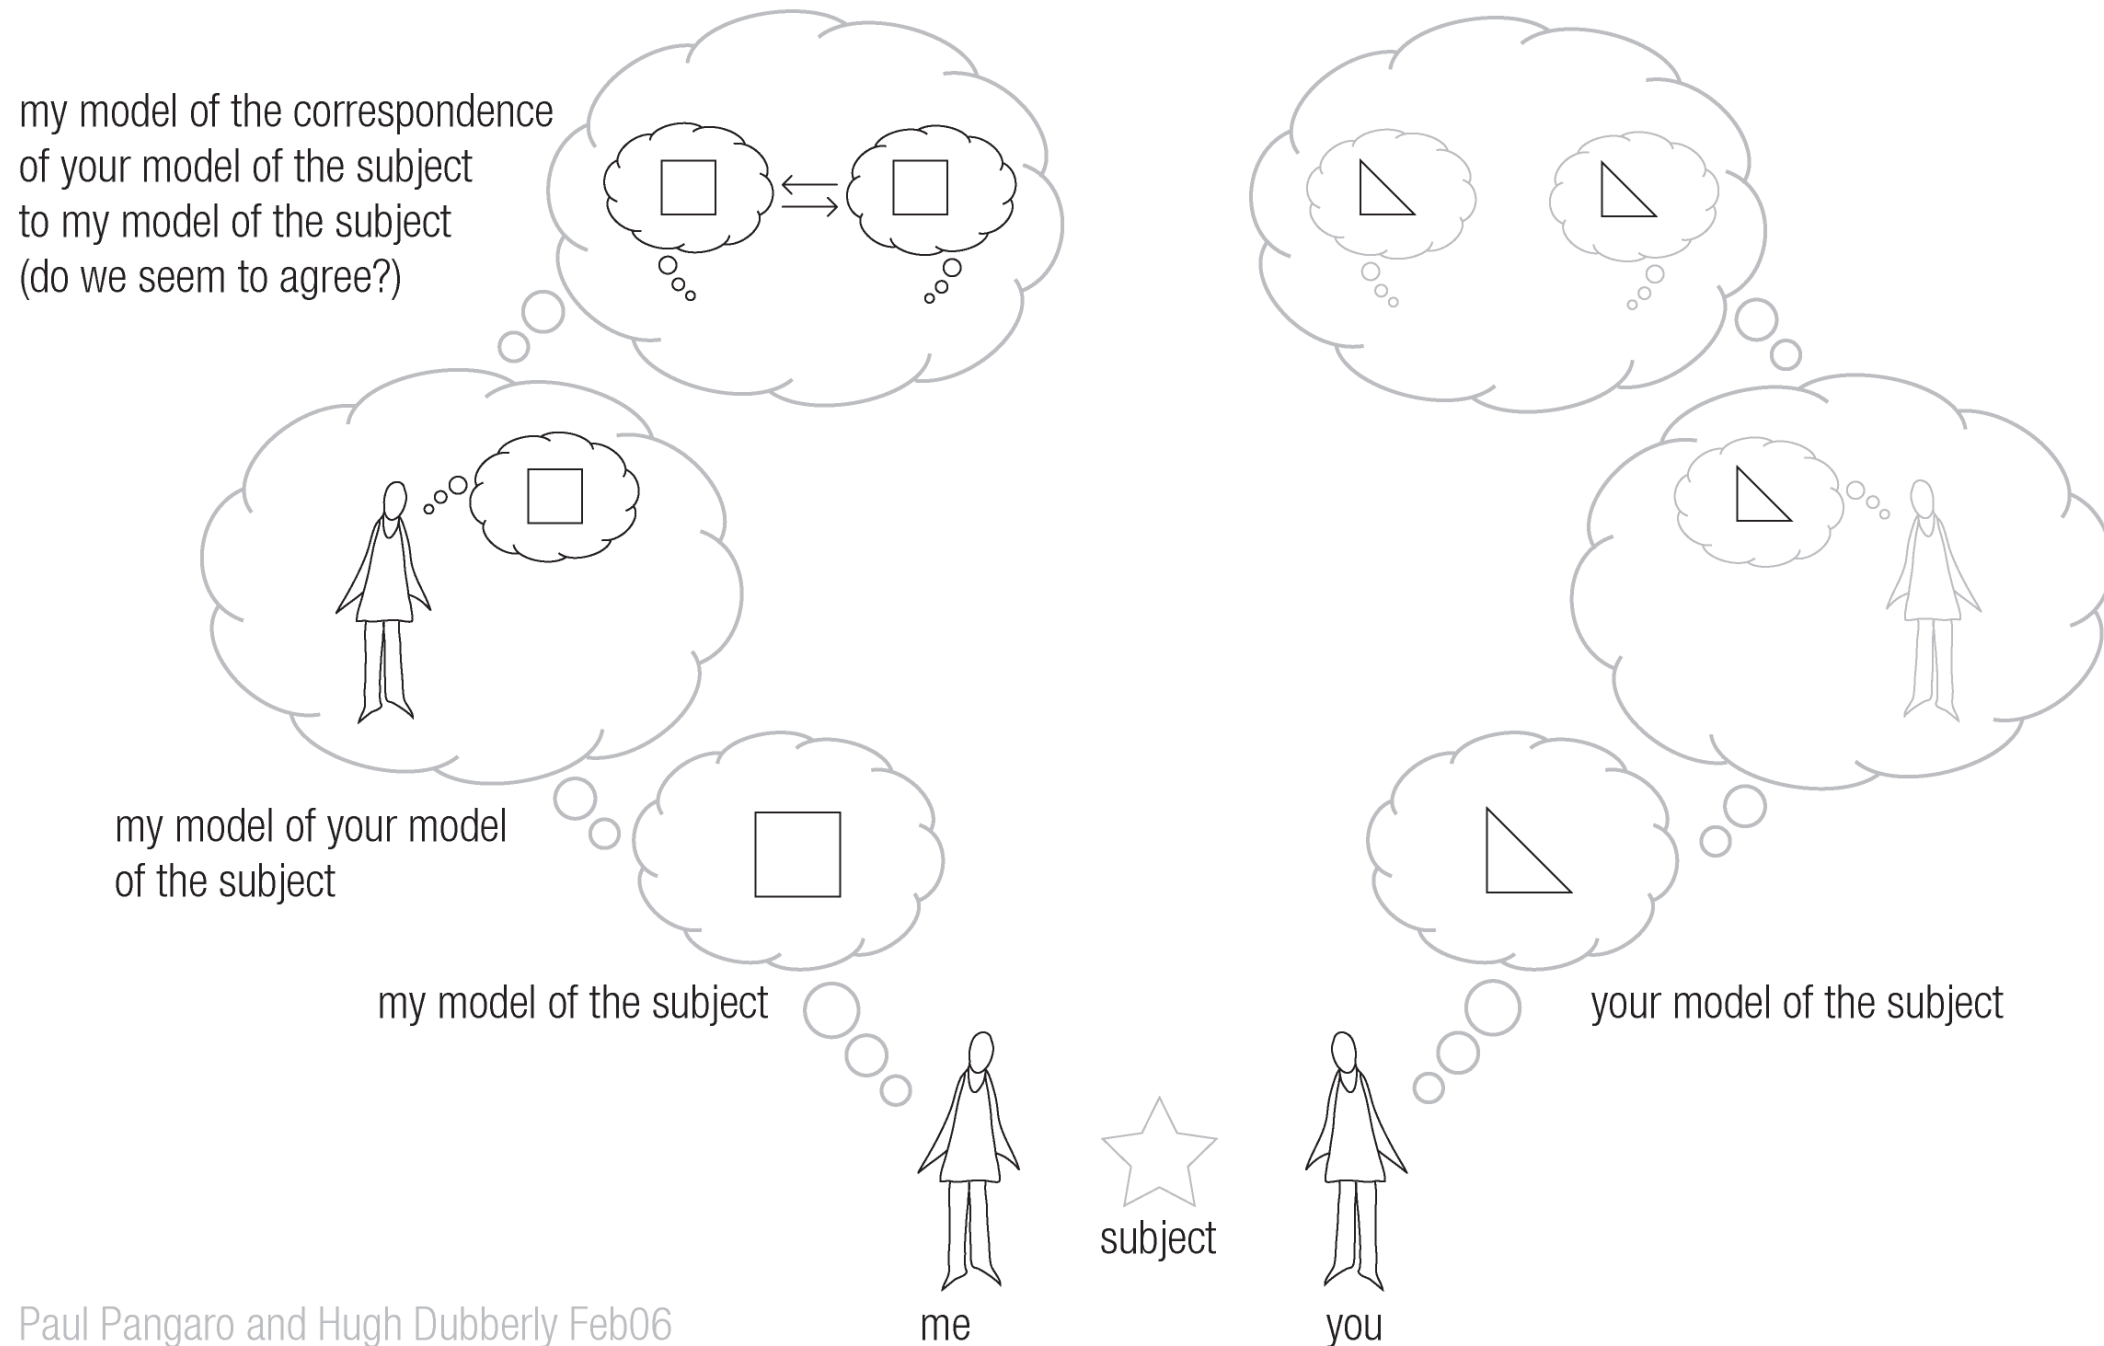 my model of the correspondence
of your model of the subject
to my model of the subject
(do we seem to agree?)
my model of your model
of the subject
my model of the subject
your model of the subject
subject
me
you
Paul Pangaro and Hugh Dubberly Feb06